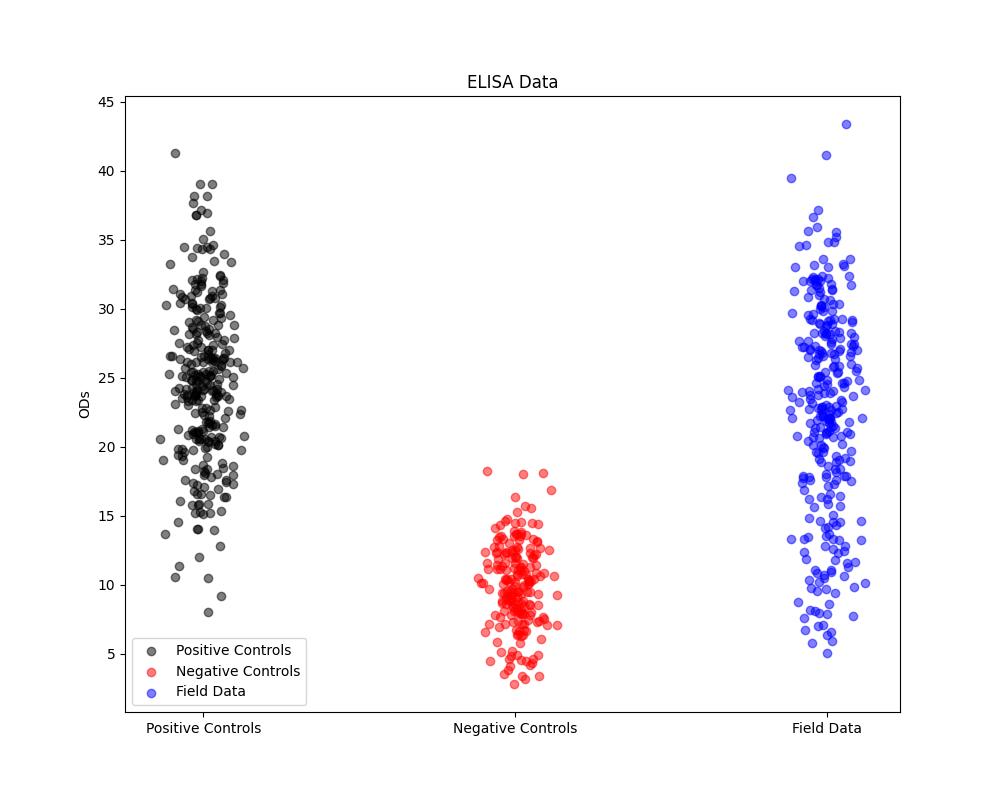 ELISA Data
45
40
35
30
25
20
15
10
5
ODs
Positive Controls
Negative Controls
Field Data
Positive Controls
Negative Controls
Field Data